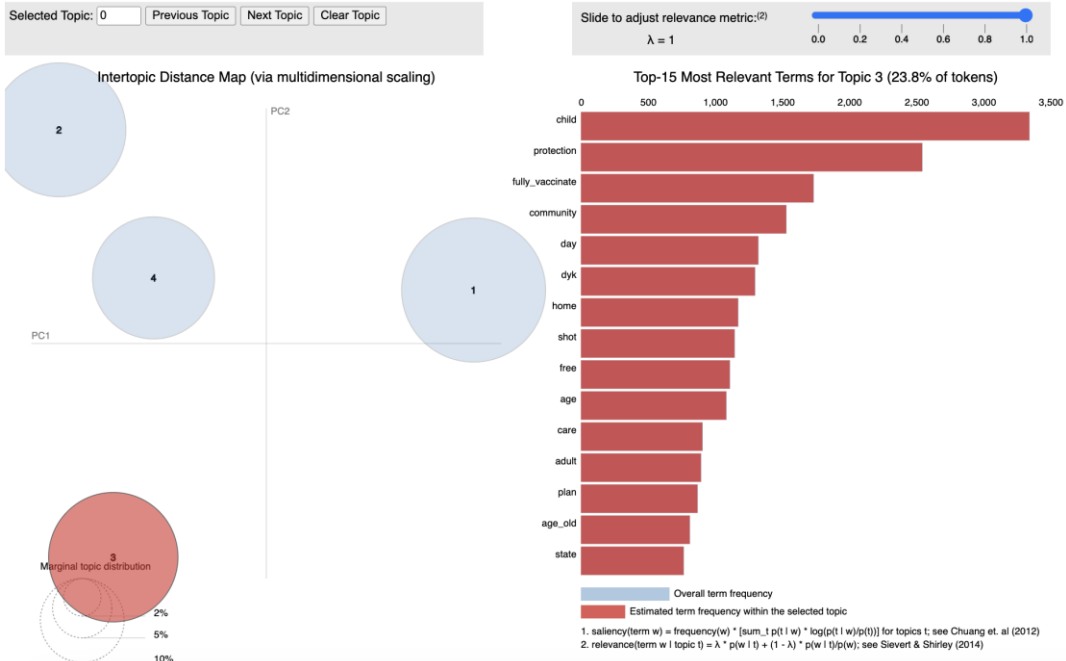 Selected Topic: 0 Previous Topic Next Topic Clear Topic
Slide to adjust relevance metric:(2)
λ = 1
0.0 0.2 0.4 0.6 0.8 1.0
Intertopic Distance Map (via multidimensional scaling)
PC2
PC1
2
4
1
3
Marginal topic distribution
2%
5%
10%
Top-15 Most Relevant Terms for Topic 3 (23.8% of tokens)
0 500 1,000 1,500 2,000 2,500 3,000 3,500
child
protection
fully_vaccinate
community
day
dyk
home
shot
free
age
care
adult
plan
age_old
state
Overall term frequency
Estimated term frequency within the selected topic
1. saliency(term w) = frequency(w) * [sum_t p(t | w) * log(p(t | w)/p(t))] for topics t; see Chuang et. al (2012)
2. relevance(term w | topic t) = λ * p(w | t) + (1 - λ) * p(w | t)/p(w); see Sievert & Shirley (2014)